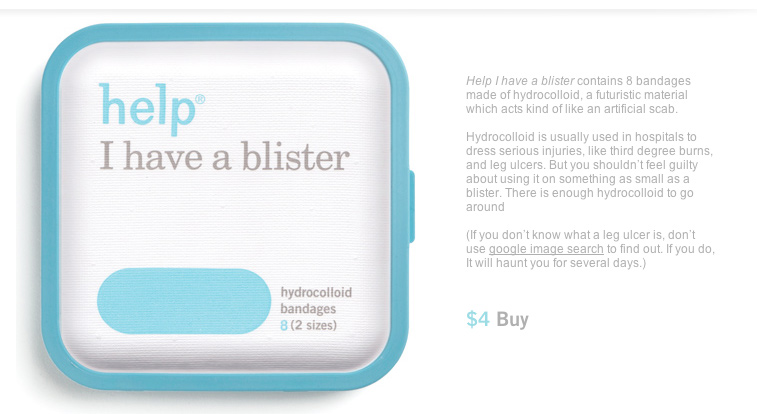 help®
I have a blister
hydrocolloid
bandages
8 (2 sizes)
Help I have a blister contains 8 bandages
made of hydrocolloid, a futuristic material
which acts kind of like an artificial scab.
Hydrocolloid is usually used in hospitals to
dress serious injuries, like third degree burns,
and leg ulcers. But you shouldn't feel guilty
about using it on something as small as a
blister. There is enough hydrocolloid to go
around
(If you don't know what a leg ulcer is, don't
use google image search to find out. If you do,
It will haunt you for several days.)
$4 Buy